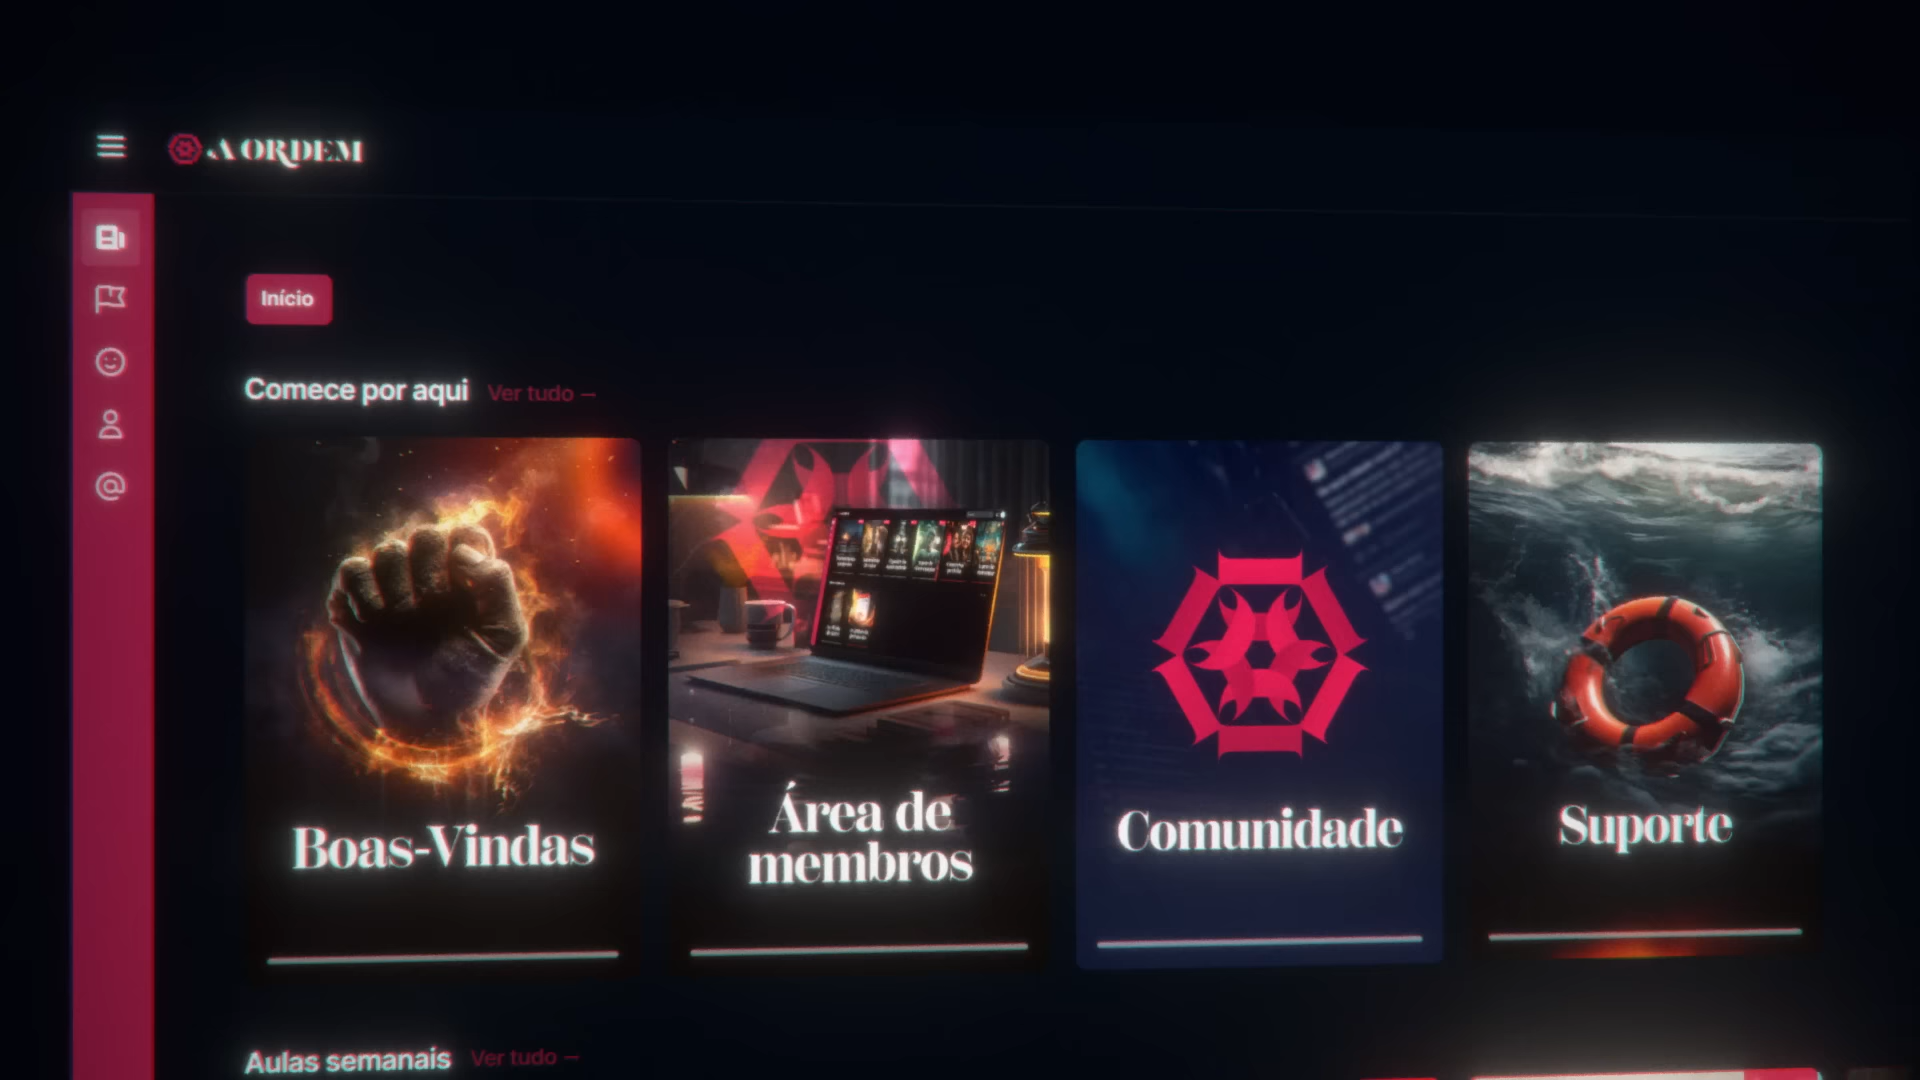 A ORDEM
Início
Comece por aqui Ver tudo
Boas-Vindas
Área de
membros
Comunidade
Suporte
Aulas semanais Ver tudo